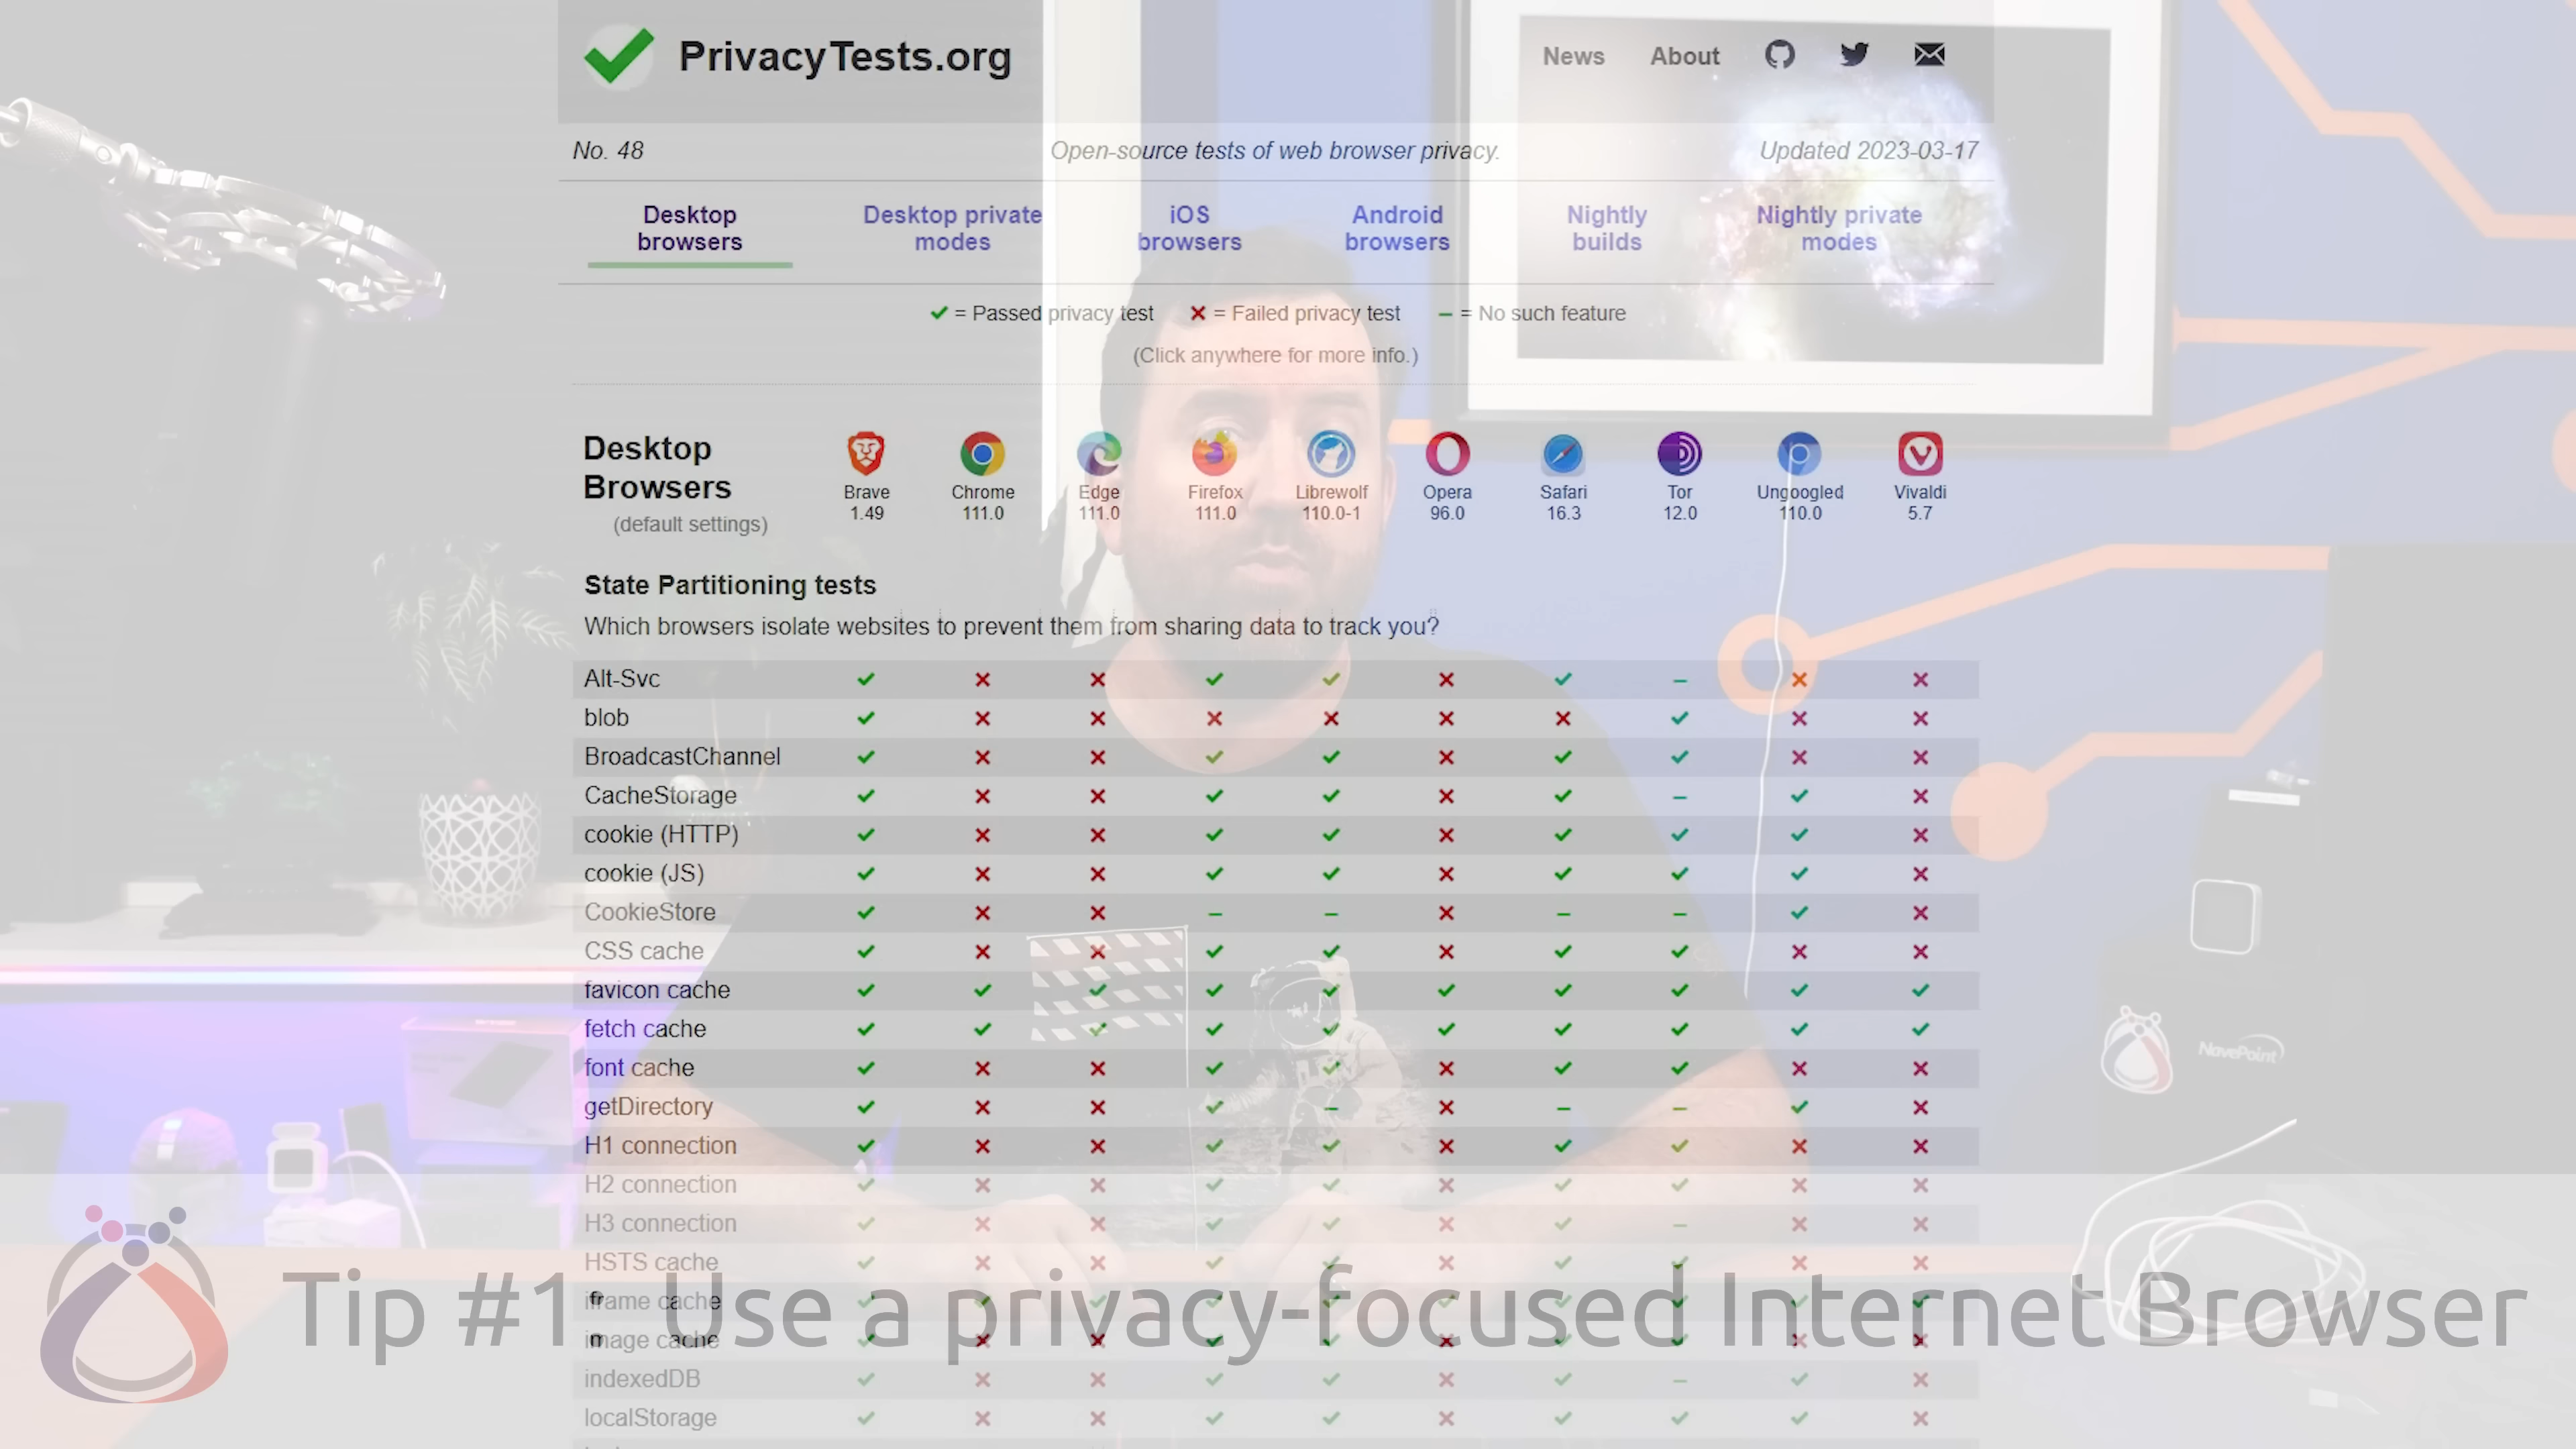 PrivacyTests.org
News About
No. 48 Open-source tests of web browser privacy. Updated 2023-03-17
Desktop browsers Desktop private modes iOS browsers Android browsers Nightly builds Nightly private modes
= Passed privacy test = Failed privacy test = No such feature
(Click anywhere for more info.)
Desktop Browsers
(default settings)
Brave 1.49 Chrome 111.0 Edge 111.0 Firefox 111.0 Librewolf 110.0-1 Opera 96.0 Safari 16.3 Tor 12.0 Ungoogled 110.0 Vivaldi 5.7
State Partitioning tests
Which browsers isolate websites to prevent them from sharing data to track you?
Alt-Svc
blob
BroadcastChannel
CacheStorage
cookie (HTTP)
cookie (JS)
CookieStore
CSS cache
favicon cache
fetch cache
font cache
getDirectory
H1 connection
NavePoint
H2 connection
H3 connection
HSTS cache
iframe cache
Tip #1 Use a privacy-focused Internet Browser
image cache
indexedDB
localStorage